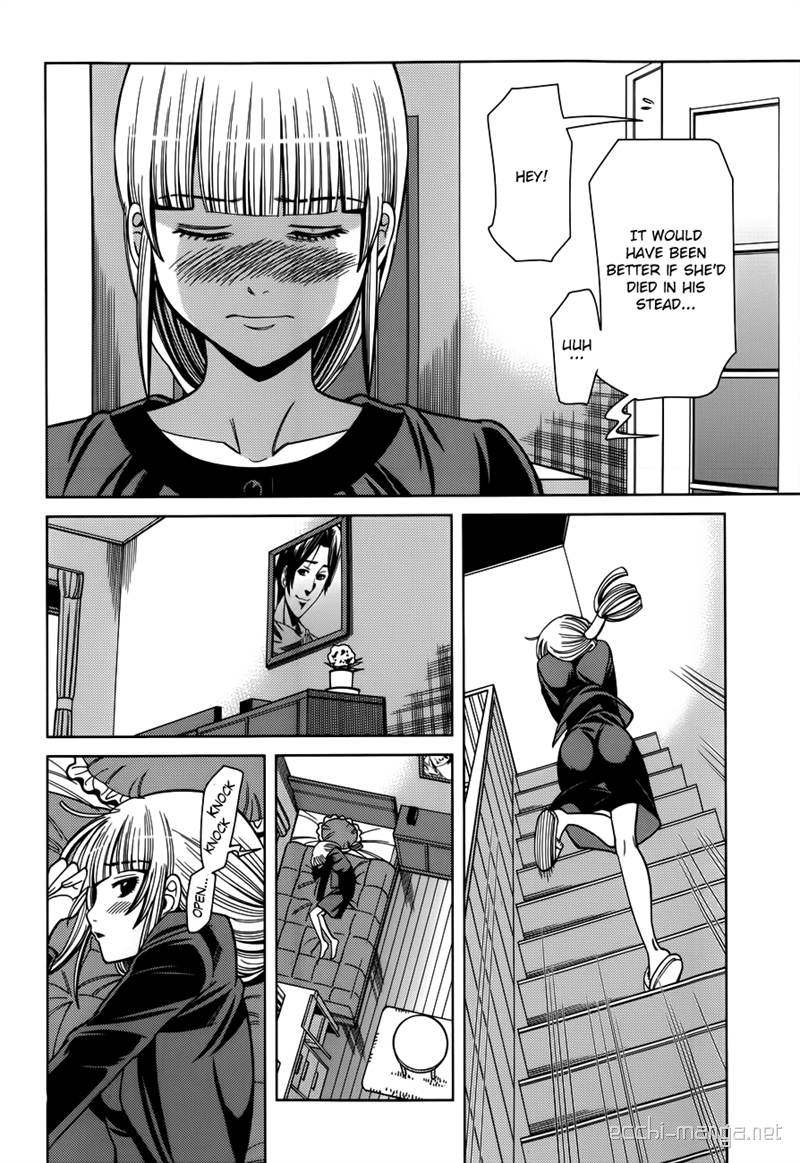 HEY!
IT WOULD
HAVE BEEN
BETTER IF SHE'D
DIED IN HIS
STEAD...
UUH
...
KNOCK
KNOCK
OPEN...
ecchi-manga.net